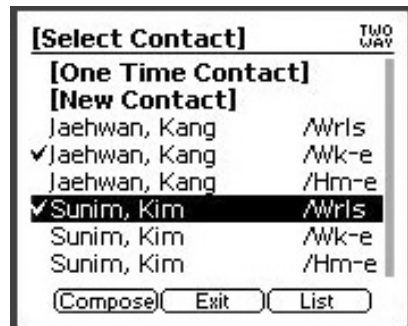 [Select Contact] TWO WAY
[One Time Contact]
[New Contact]
Jaehwan, Kang /Wrls
✔Jaehwan, Kang /Wk-e
Jaehwan, Kang /Hm-e
✔Sunim, Kim /Wrls
Sunim, Kim /Wk-e
Sunim, Kim /Hm-e
Compose Exit List